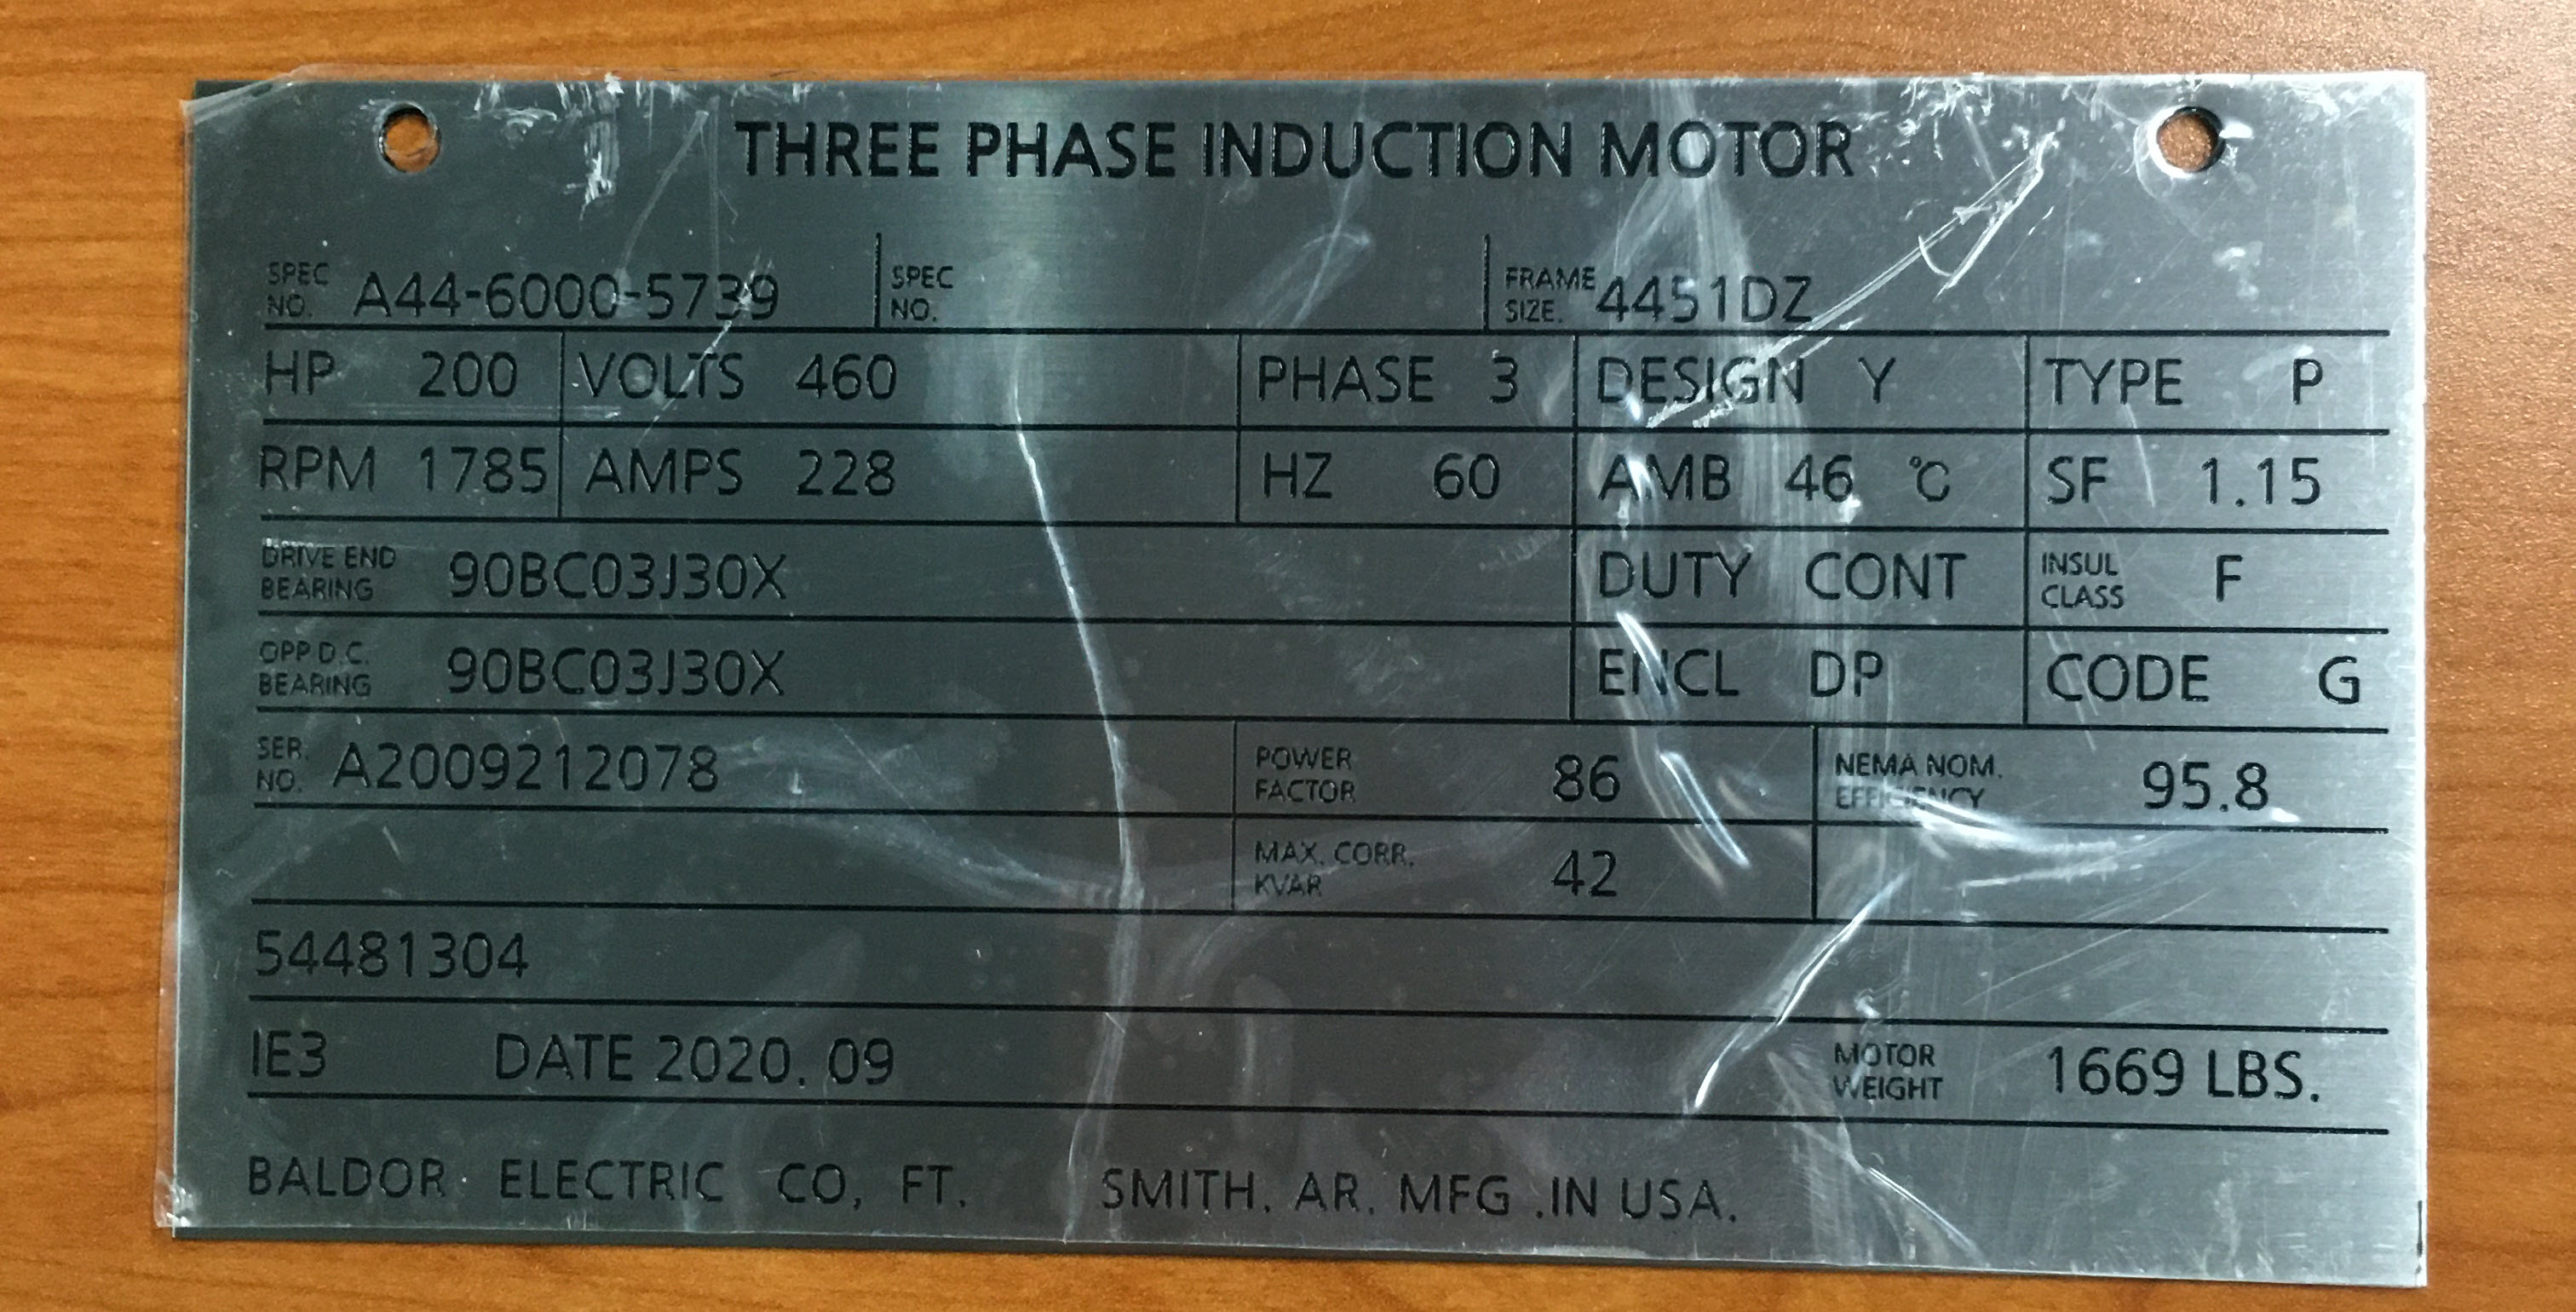 THREE PHASE INDUCTION MOTOR
SPEC NO. A44-6000-5739 SPEC NO. FRAME SIZE. 4451DZ
HP 200 VOLTS 460 PHASE 3 DESIGN Y TYPE P
RPM 1785 AMPS 228 HZ 60 AMB 46 °C SF 1.15
DRIVE END BEARING 90BC03J30X DUTY CONT INSUL CLASS F
OPP D.C. BEARING 90BC03J30X ENCL DP CODE G
SER. NO. A2009212078 POWER FACTOR 86 NEMA NOM. EFFICIENCY 95.8
MAX. CORR. KVAR 42
54481304
IE3 DATE 2020. 09 MOTOR WEIGHT 1669 LBS.
BALDOR ELECTRIC CO, FT. SMITH. AR. MFG .IN USA.